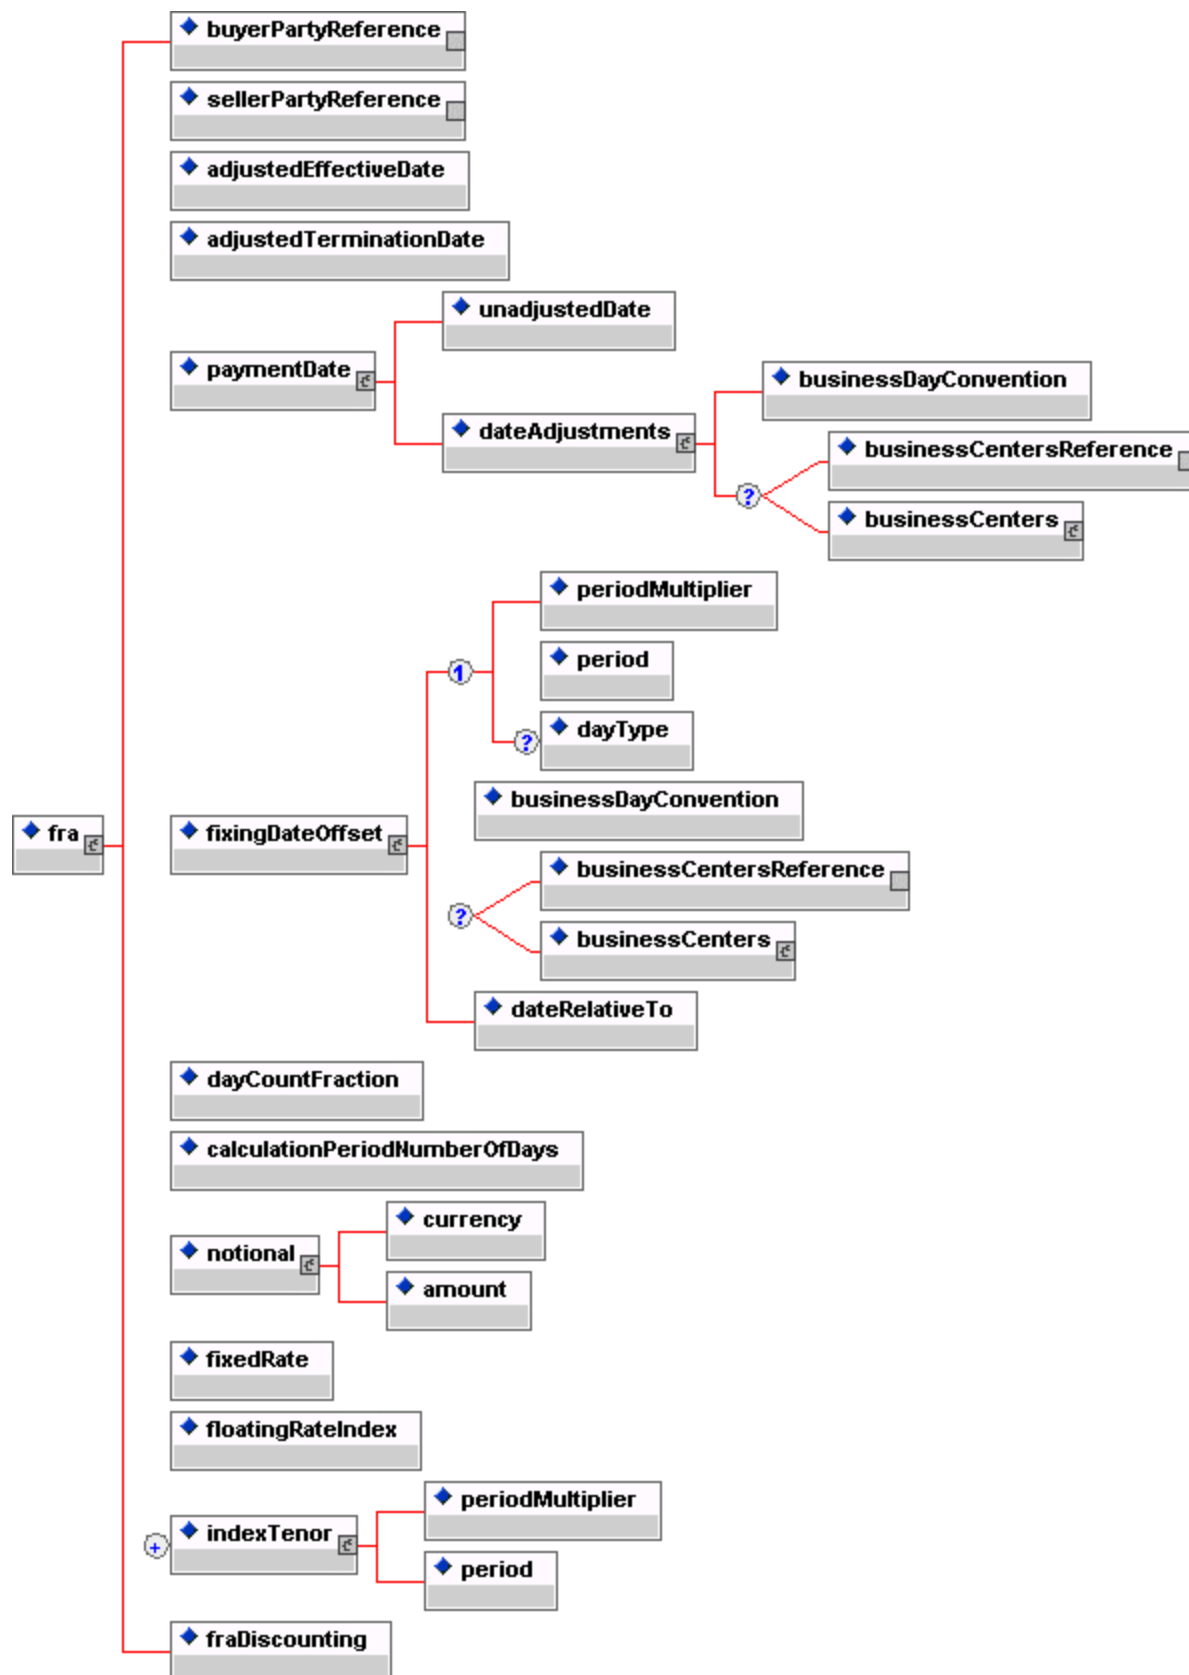 buyerPartyReference
sellerPartyReference
adjustedEffectiveDate
adjustedTerminationDate
unadjustedDate
paymentDate
businessDayConvention
dateAdjustments
businessCentersReference
?
businessCenters
periodMultiplier
1
period
?
dayType
businessDayConvention
fra
fixingDateOffset
businessCentersReference
?
businessCenters
dateRelativeTo
dayCountFraction
calculationPeriodNumberOfDays
currency
notional
amount
fixedRate
floatingRateIndex
periodMultiplier
+
indexTenor
period
fraDiscounting